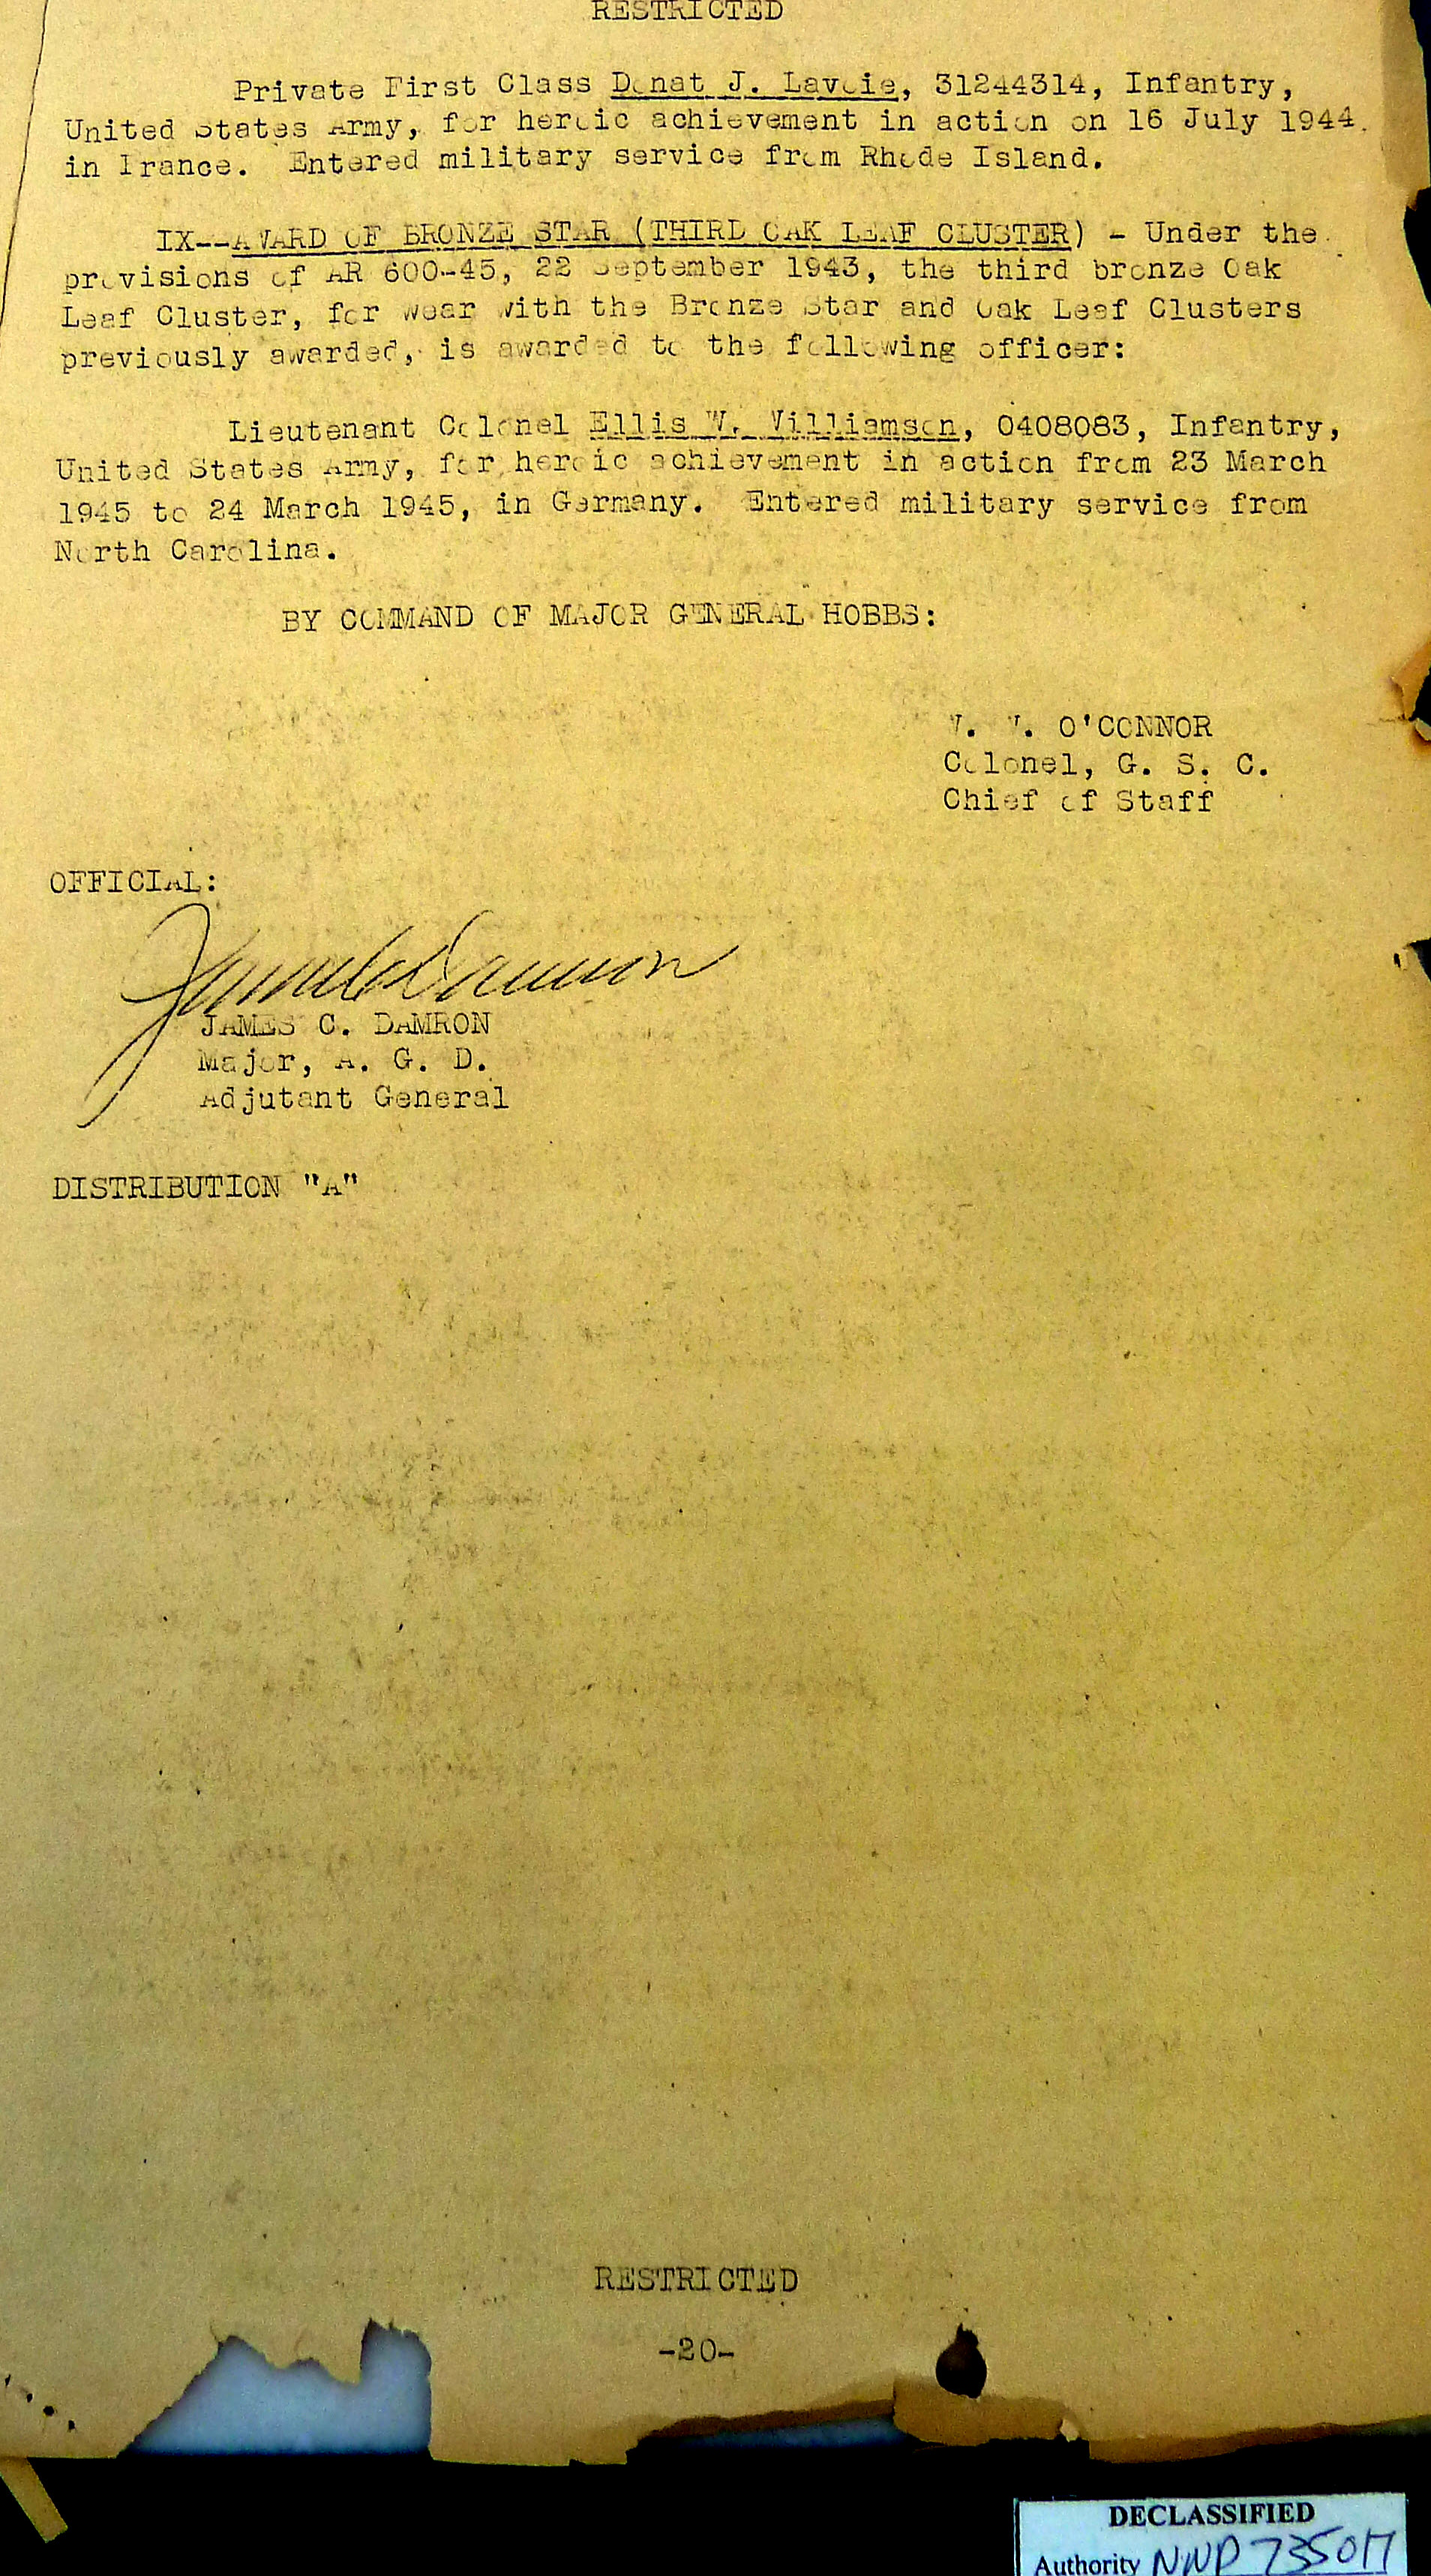 RESTRICTED
Private First Class Donat J. Lavoie, 31244314, Infantry,
United States Army, for heroic achievement in action on 16 July 1944,
in France. Entered military service from Rhode Island.
IX--AWARD OF BRONZE STAR (THIRD OAK LEAF CLUSTER) - Under the
provisions of AR 600-45, 22 September 1943, the third bronze Oak
Leaf Cluster, for wear with the Bronze Star and Oak Leaf Clusters
previously awarded, is awarded to the following officer:
Lieutenant Colonel Ellis W. Williamson, 0408083, Infantry,
United States Army, for heroic achievement in action from 23 March
1945 to 24 March 1945, in Germany. Entered military service from
North Carolina.
BY COMMAND OF MAJOR GENERAL HOBBS:
W. W. O'CONNOR
Colonel, G. S. C.
Chief of Staff
OFFICIAL:
James C Damron
JAMES C. DAMRON
Major, A. G. D.
Adjutant General
DISTRIBUTION "A"
RESTRICTED
-20-
DECLASSIFIED
Authority NND 735017